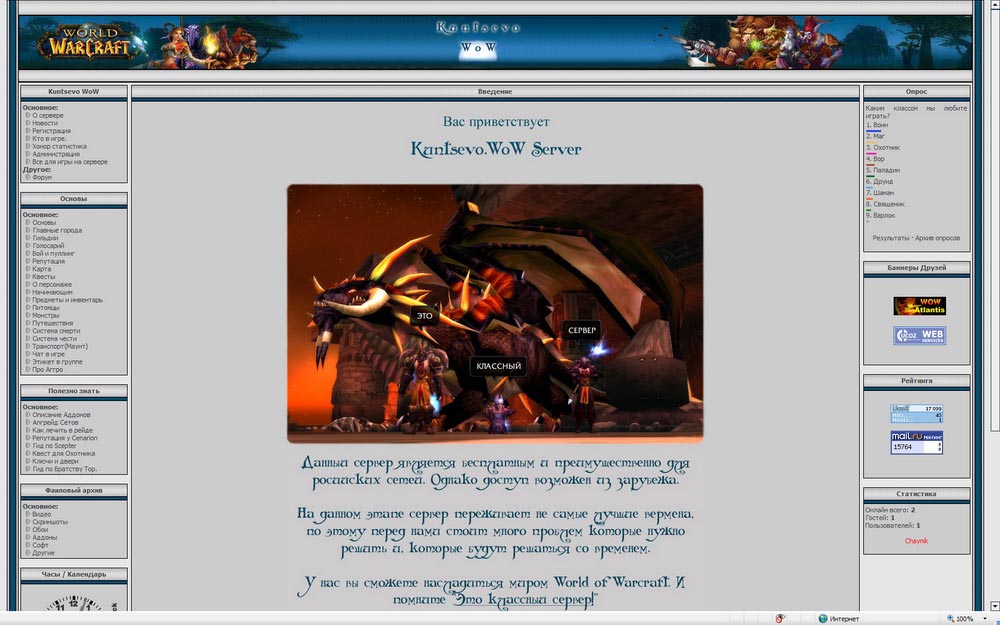 WORLD
OF
WARCRAFT
Kuntsevo
WoW
Kuntsevo WoW
Основное:
О сервере
Новости
Регистрация
Кто в игре.
Хонор статистика
Администрация
Все для игры на сервере
Другое:
Форум
Основы
Основное:
Основы
Главные города
Гильдии
Голосарий
Бой и пуллинг
Репутация
Карта
Квесты
О персонаже
Начинающим
Предметы и инвентарь
Питомцы
Монстры
Путешествия
Система смерти
Система чести
Транспорт(Маунт)
Чат в игре
Этикет в группе
Про Аггро
Полезно знать
Основное:
Описание Аддонов
Апгрейд Сетов
Как лечить в рейде
Репутация у Cenarion
Гид по Scepter
Квест для Охотника
Ключи и двери
Гид по Братству Тор.
Файловый архив
Основное:
Видео
Скриншоты
Обои
Аддоны
Софт
Другие
Часы / Календарь
11 12 1
Введение
Вас приветствует
Kuntsevo.WoW Server
ЭТО
СЕРВЕР
КЛАССНЫЙ
Данный сервер является бесплатным и преимущественно для
росийских сетей. Однако доступ возможен из зарубежа.
На данном этапе сервер переживает не самые лучшие вермена,
по этому перед нами стоит много проблем которые нужно
решить и, которые будут решаться со временем.
У нас вы сможете насладиться миром World of Warcraft. И
помните "Это классный сервер!"
Опрос
Каким классом мы любите
играть?
1. Воин
2. Маг
3. Охотник
4. Вор
5. Паладин
6. Друид
7. Шаман
8. Священик
9. Варлок
Результаты · Архив опросов
Баннеры Друзей
WOW
Atlantis
uCoz WEB
SERVICES
Рейтинги
17 099
43
1
mail.ru РЕЙТИНГ
15764
Статистика
Онлайн всего: 2
Гостей: 1
Пользователей: 1
Chaynik
Интернет
100%